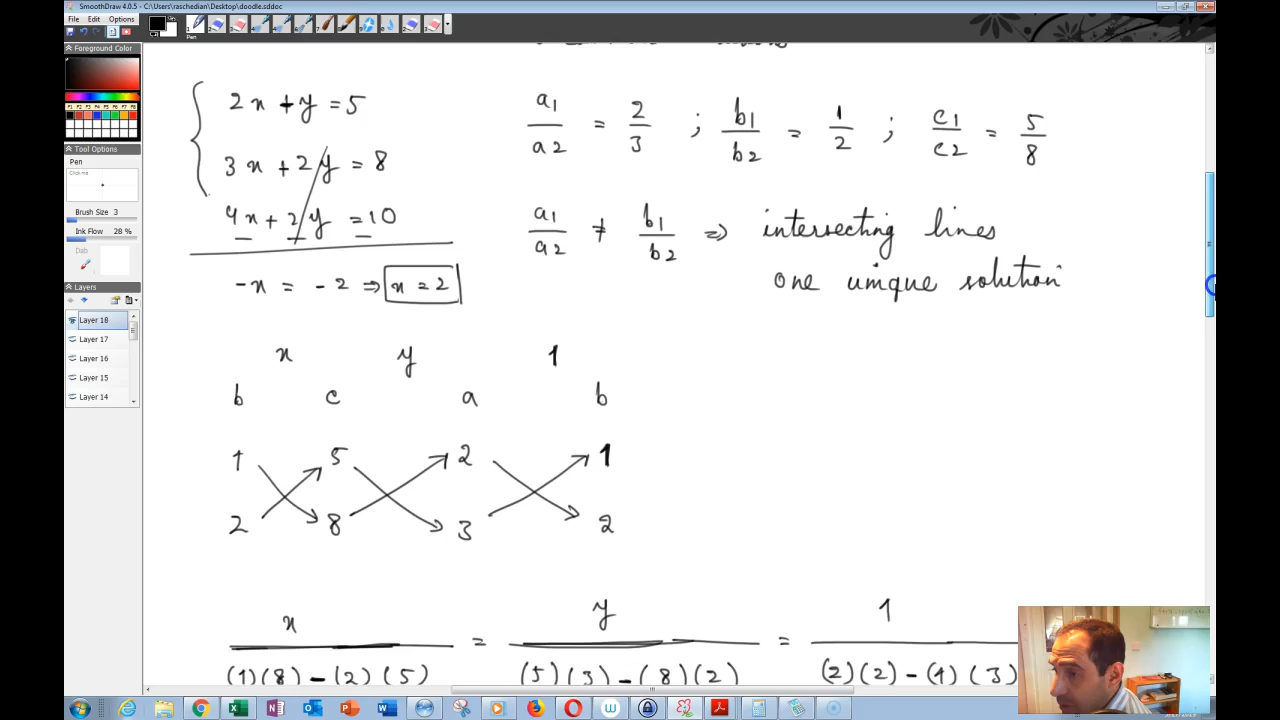 SmoothDraw 4.0.5 - C:\Users\raschedian\Desktop\doodle.sddoc
File Edit Options
Pen
Foreground Color
Tool Options
Pen
Click me
Brush Size 3
Ink Flow 28 %
Dab
Layers
Layer 18
Layer 17
Layer 16
Layer 15
Layer 14
2x + y = 5
3x + 2y = 8
4x + 2y = 10
-x = -2 ⇒ x = 2
a1/a2 = 2/3 ; b1/b2 = 1/2 ; c1/c2 = 5/8
a1/a2 ≠ b1/b2 ⇒ intersecting lines
one unique solution
x y 1
b c a b
1 5 2 1
2 8 3 2
x = y = 1
(1)(8) - (2)(5) (5)(3) - (8)(2) (2)(2) - (1)(3)